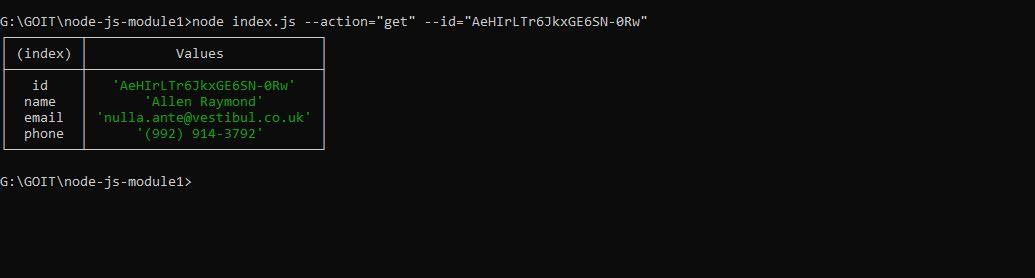 G:\GOIT\node-js-module1>node index.js --action="get" --id="AeHIrLTr6JkxGE6SN-0Rw"
(index) Values
id 'AeHIrLTr6JkxGE6SN-0Rw'
name 'Allen Raymond'
email 'nulla.ante@vestibul.co.uk'
phone '(992) 914-3792'
G:\GOIT\node-js-module1>